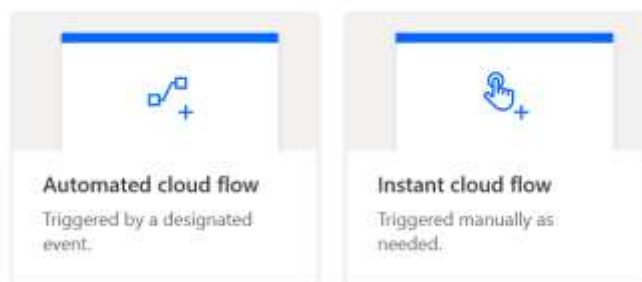 Automated cloud flow
Triggered by a designated
event.
Instant cloud flow
Triggered manually as
needed.